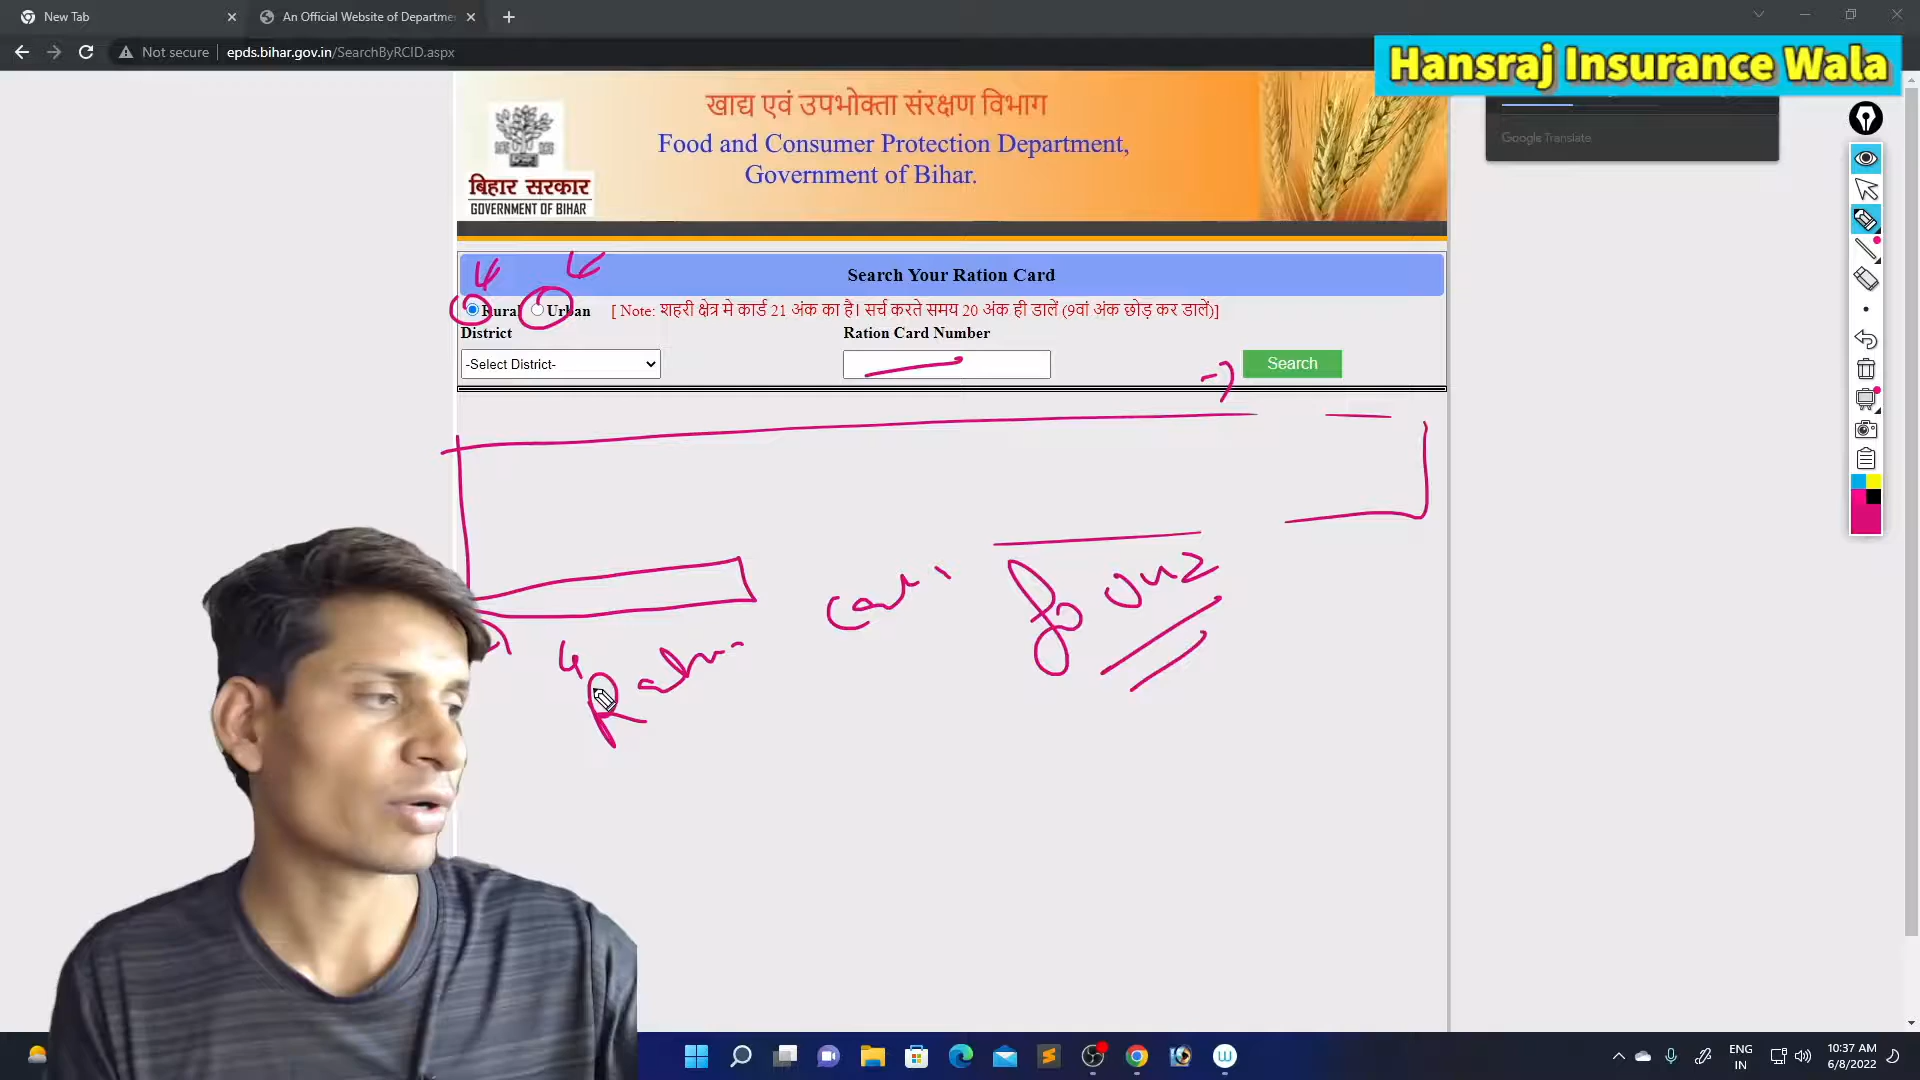 New Tab
An Official Website of Departme
Not secure epds.bihar.gov.in/SearchByRCID.aspx
Hansraj Insurance Wala
Google Translate
खाद्य एवं उपभोक्ता संरक्षण विभाग
Food and Consumer Protection Department,
Government of Bihar.
बिहार सरकार
GOVERNMENT OF BIHAR
Search Your Ration Card
Rural Urban [ Note: शहरी क्षेत्र मे कार्ड 21 अंक का है। सर्च करते समय 20 अंक ही डालें (9वां अंक छोड़ कर डालें)]
District Ration Card Number
-Select District- Search
ENG
IN
10:37 AM
6/8/2022